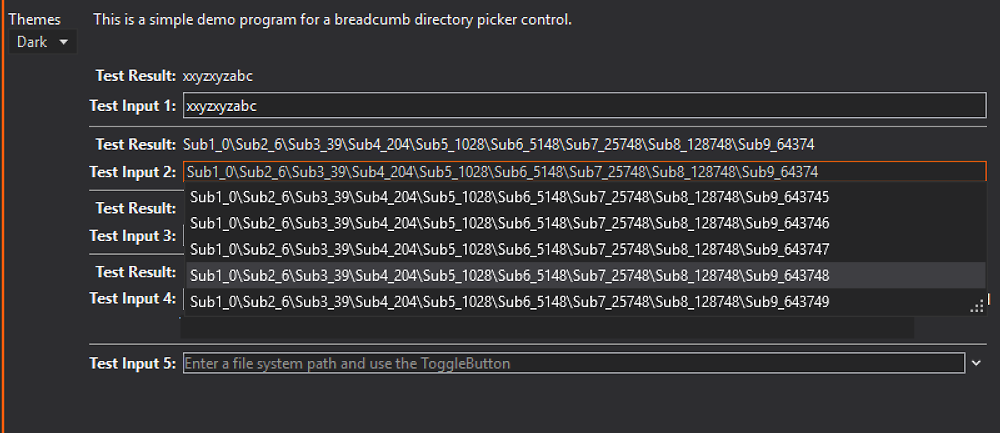 Themes
This is a simple demo program for a breadcumb directory picker control.
Dark
Test Result: xxyzxyzabc
Test Input 1: xxyzxyzabc
Test Result: Sub1_0\Sub2_6\Sub3_39\Sub4_204\Sub5_1028\Sub6_5148\Sub7_25748\Sub8_128748\Sub9_64374
Test Input 2: Sub1_0\Sub2_6\Sub3_39\Sub4_204\Sub5_1028\Sub6_5148\Sub7_25748\Sub8_128748\Sub9_64374
Sub1_0\Sub2_6\Sub3_39\Sub4_204\Sub5_1028\Sub6_5148\Sub7_25748\Sub8_128748\Sub9_643745
Test Result:
Sub1_0\Sub2_6\Sub3_39\Sub4_204\Sub5_1028\Sub6_5148\Sub7_25748\Sub8_128748\Sub9_643746
Test Input 3:
Sub1_0\Sub2_6\Sub3_39\Sub4_204\Sub5_1028\Sub6_5148\Sub7_25748\Sub8_128748\Sub9_643747
Test Result:
Sub1_0\Sub2_6\Sub3_39\Sub4_204\Sub5_1028\Sub6_5148\Sub7_25748\Sub8_128748\Sub9_643748
Test Input 4:
Sub1_0\Sub2_6\Sub3_39\Sub4_204\Sub5_1028\Sub6_5148\Sub7_25748\Sub8_128748\Sub9_643749
Test Input 5: Enter a file system path and use the ToggleButton